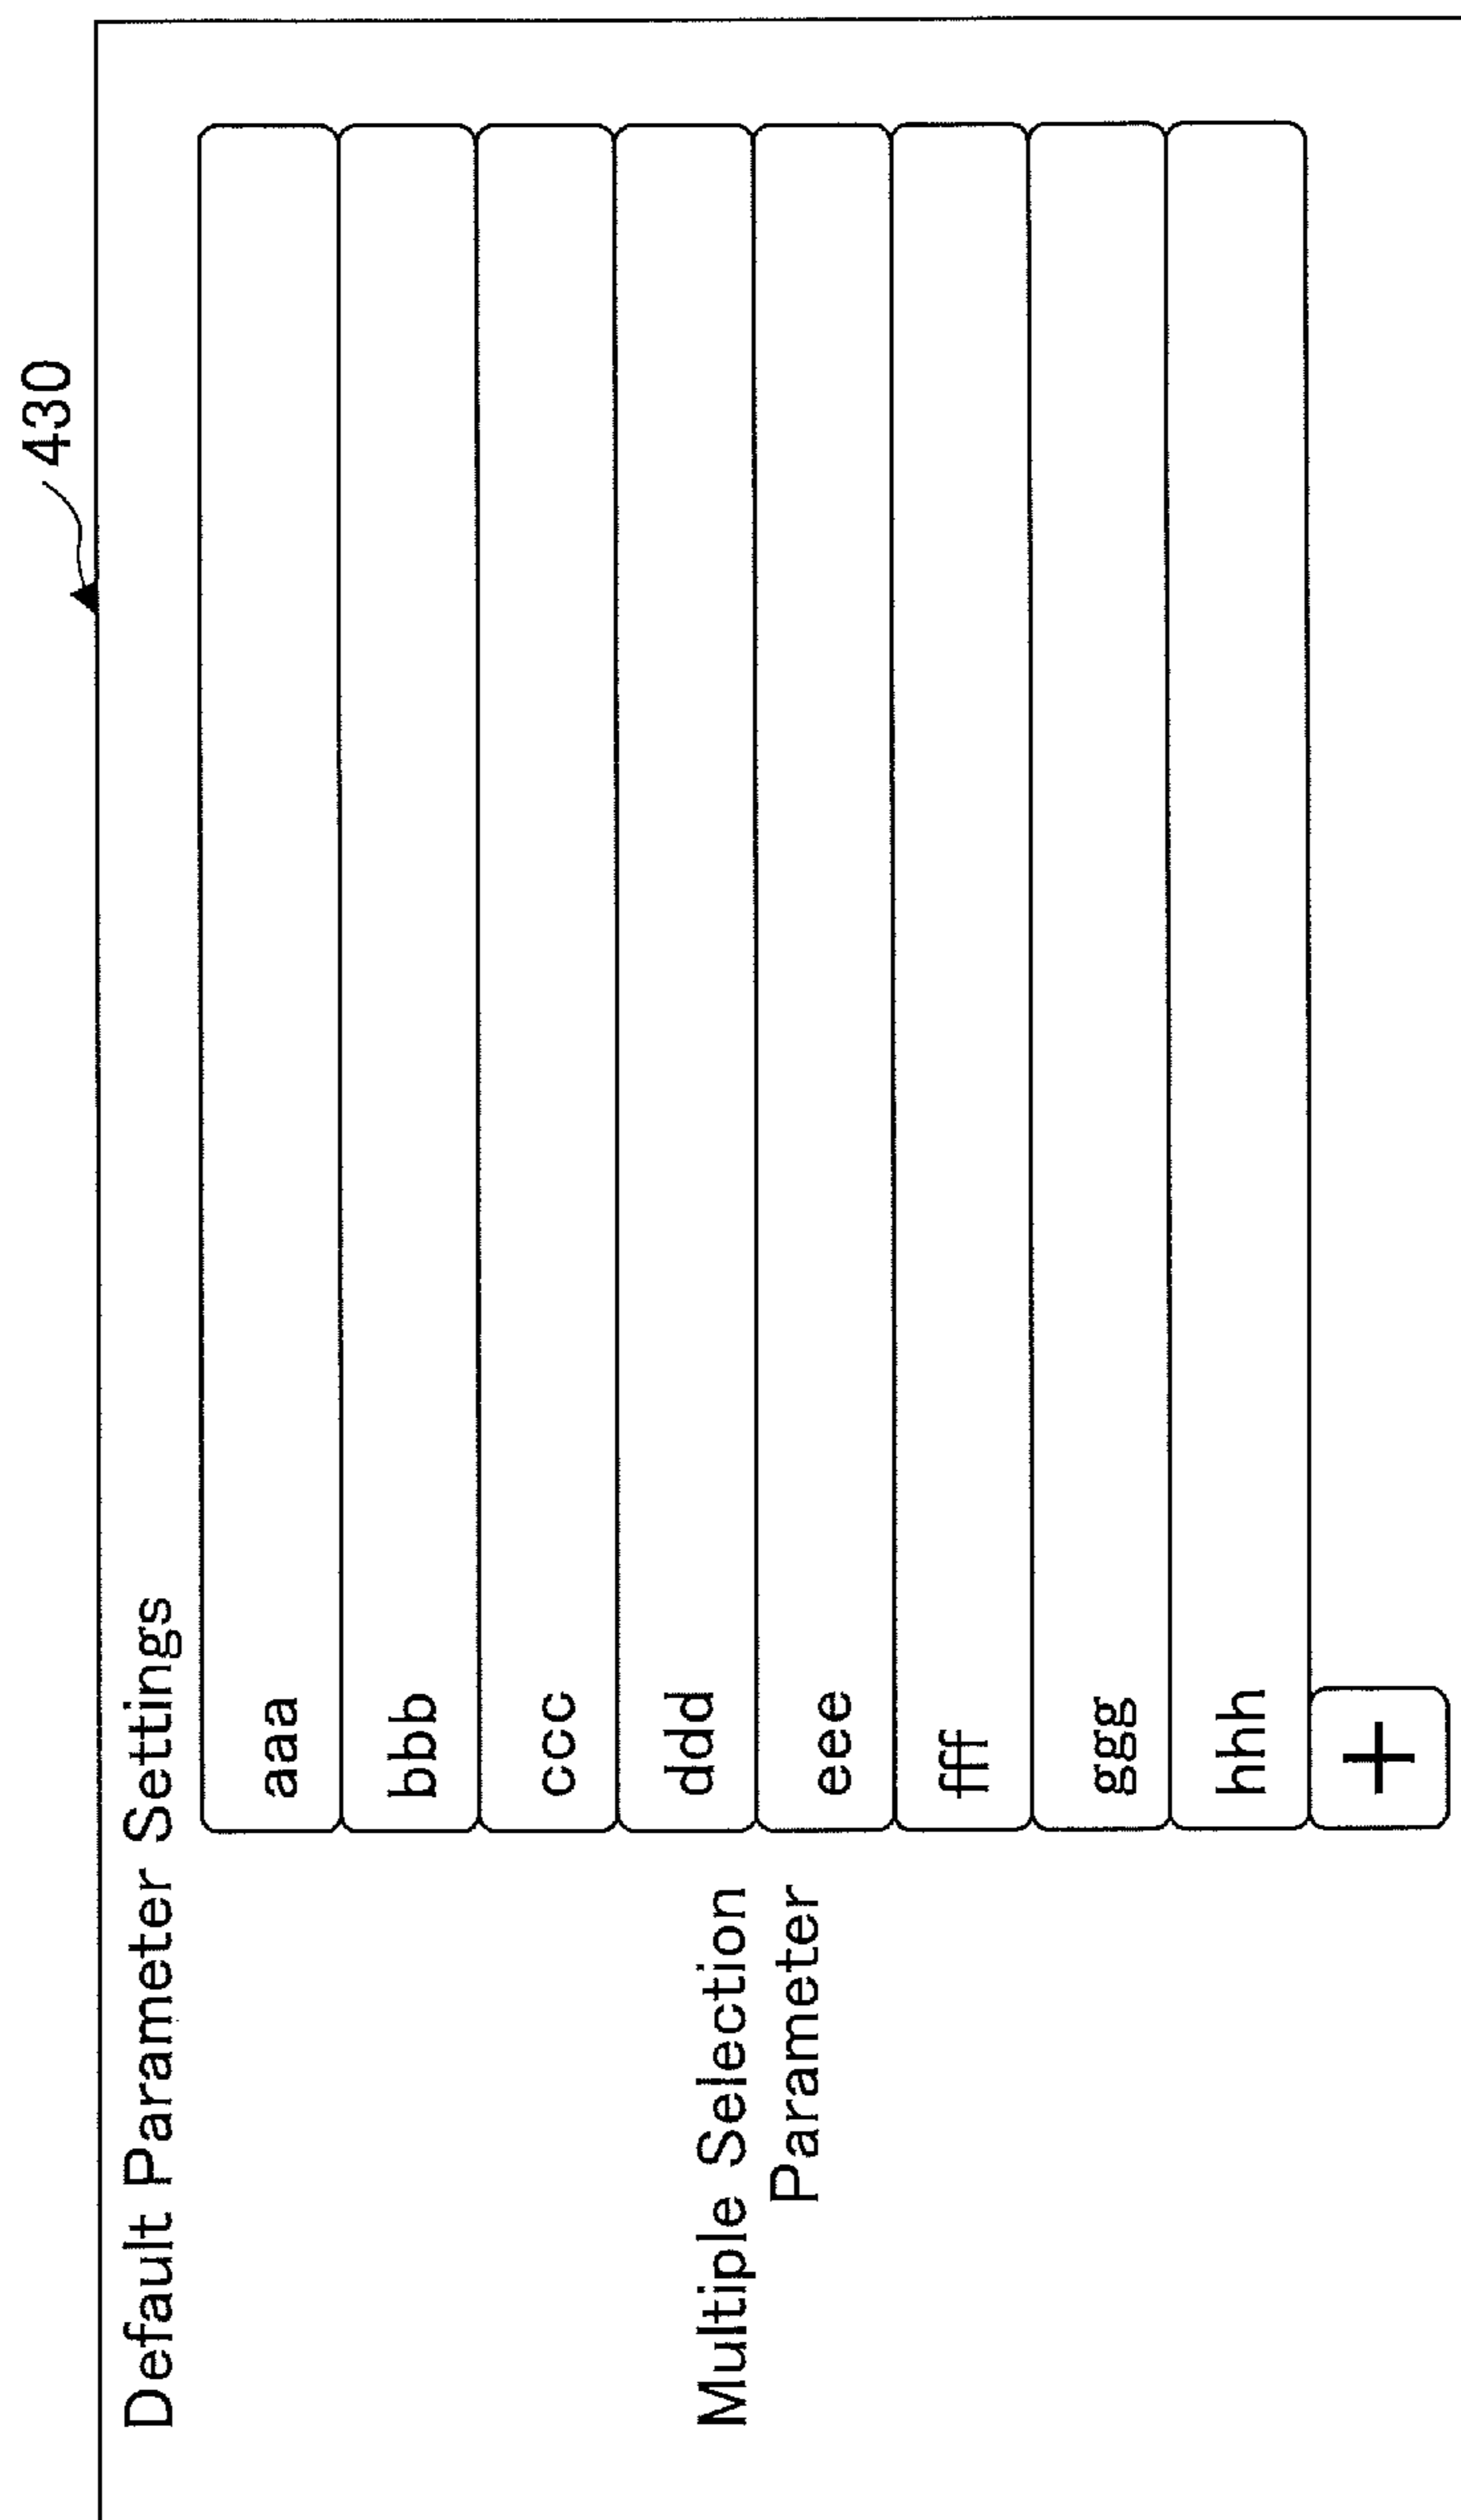 430
Default Parameter Settings
aaa
bbb
ccc
ddd
Multiple Selection
Parameter
eee
fff
ggg
hhh
+